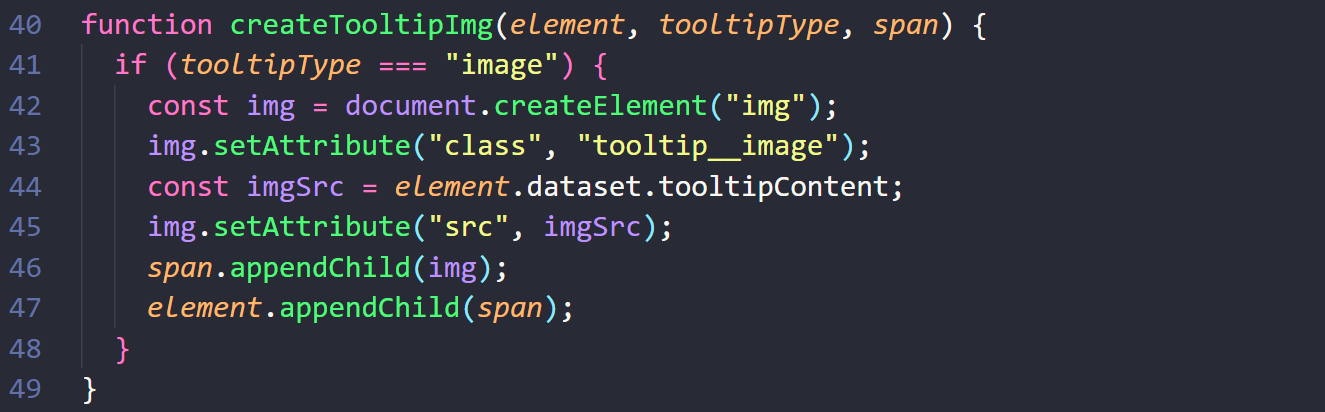 40 function createTooltipImg(element, tooltipType, span) {
41   if (tooltipType === "image") {
42     const img = document.createElement("img");
43     img.setAttribute("class", "tooltip__image");
44     const imgSrc = element.dataset.tooltipContent;
45     img.setAttribute("src", imgSrc);
46     span.appendChild(img);
47     element.appendChild(span);
48   }
49 }